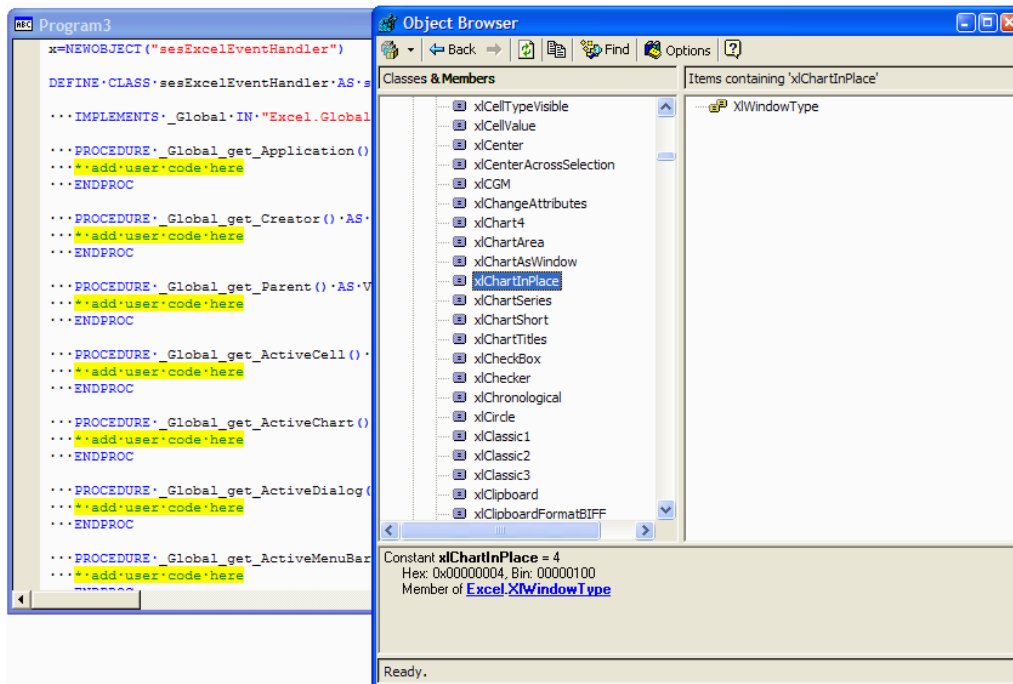 Program3
x=NEWOBJECT("sesExcelEventHandler")
DEFINE·CLASS·sesExcelEventHandler·AS·s
···IMPLEMENTS·_Global·IN·"Excel.Global
···PROCEDURE·_Global_get_Application()
···*·add·user·code·here
···ENDPROC
···PROCEDURE·_Global_get_Creator()·AS·
···*·add·user·code·here
···ENDPROC
···PROCEDURE·_Global_get_Parent()·AS·V
···*·add·user·code·here
···ENDPROC
···PROCEDURE·_Global_get_ActiveCell()·
···*·add·user·code·here
···ENDPROC
···PROCEDURE·_Global_get_ActiveChart()
···*·add·user·code·here
···ENDPROC
···PROCEDURE·_Global_get_ActiveDialog(
···*·add·user·code·here
···ENDPROC
···PROCEDURE·_Global_get_ActiveMenuBar
···*·add·user·code·here
···ENDPROC
Object Browser
Back Find Options
Classes & Members
xlCellTypeVisible
xlCellValue
xlCenter
xlCenterAcrossSelection
xlCGM
xlChangeAttributes
xlChart4
xlChartArea
xlChartAsWindow
xlChartInPlace
xlChartSeries
xlChartShort
xlChartTitles
xlCheckBox
xlChecker
xlChronological
xlCircle
xlClassic1
xlClassic2
xlClassic3
xlClipboard
xlClipboardFormatBIFF
Items containing 'xlChartInPlace'
XlWindowType
Constant xlChartInPlace = 4
Hex: 0x00000004, Bin: 00000100
Member of Excel.XlWindowType
Ready.